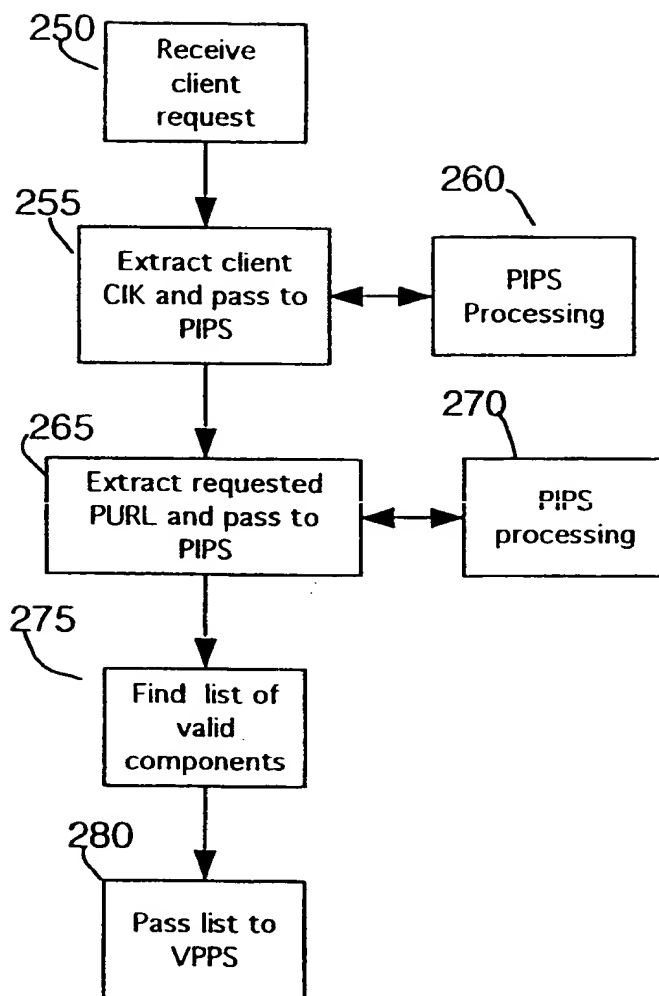 250
Receive
client
request
255
Extract client
CIK and pass to
PIPS
260
PIPS
Processing
265
Extract requested
PURL and pass to
PIPS
270
PIPS
processing
275
Find list of
valid
components
280
Pass list to
VPPS